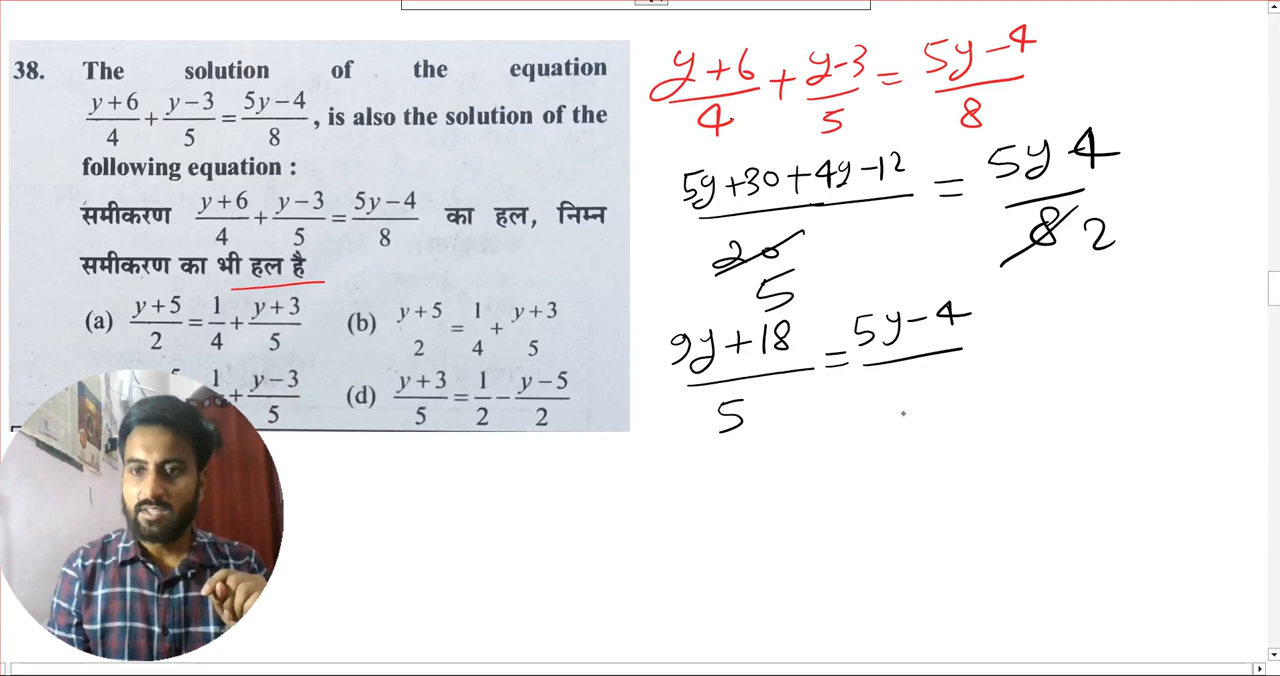 38. The solution of the equation
(y+6)/4 + (y−3)/5 = (5y−4)/8, is also the solution of the
following equation :
समीकरण (y+6)/4 + (y−3)/5 = (5y−4)/8 का हल, निम्न
समीकरण का भी हल है
(a) (y+5)/2 = 1/4 + (y+3)/5 (b) (y+5)/2 = 1/4 + (y+3)/5
1 + (y−3)/5 (d) (y+3)/5 = 1/2 − (y−5)/2
(y+6)/4 + (y-3)/5 = (5y-4)/8
(5y+30+4y-12)/20 = (5y 4)/8
5 2
(9y+18)/5 = 5y-4